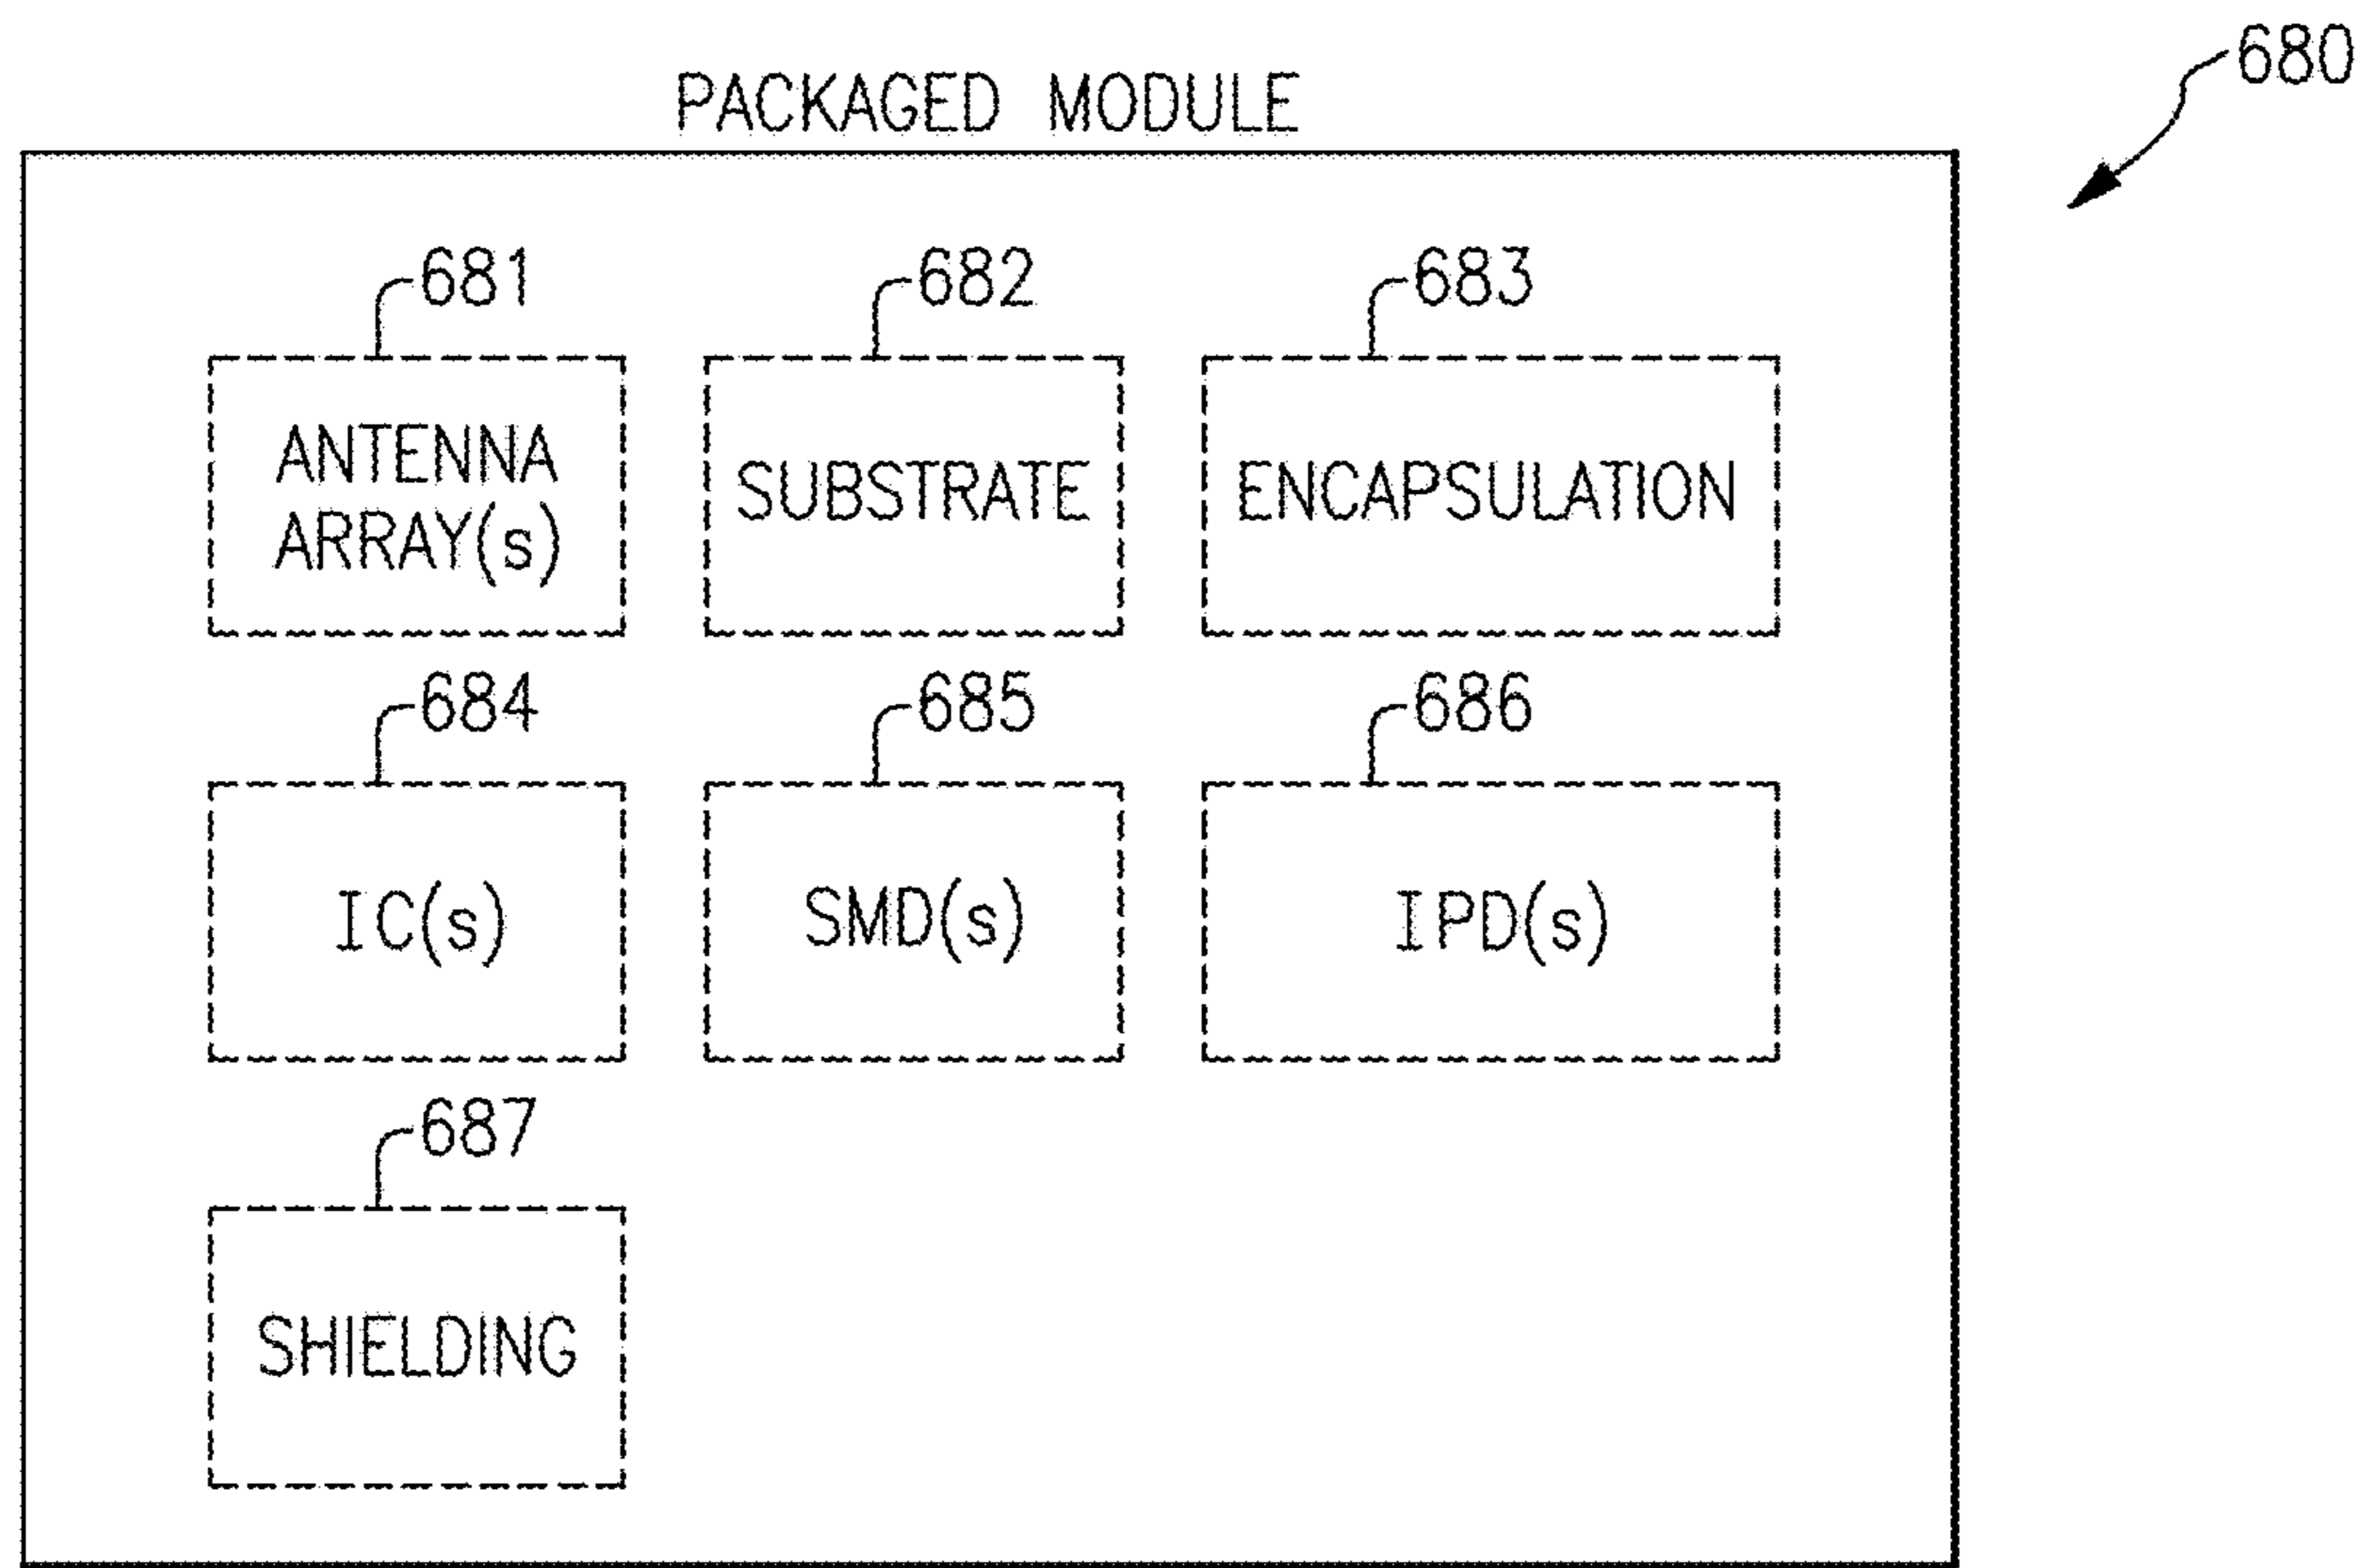 680
PACKAGED MODULE
681
682
683
ANTENNA
ARRAY(s)
SUBSTRATE
ENCAPSULATION
684
685
686
IC(s)
SMD(s)
IPD(s)
687
SHIELDING